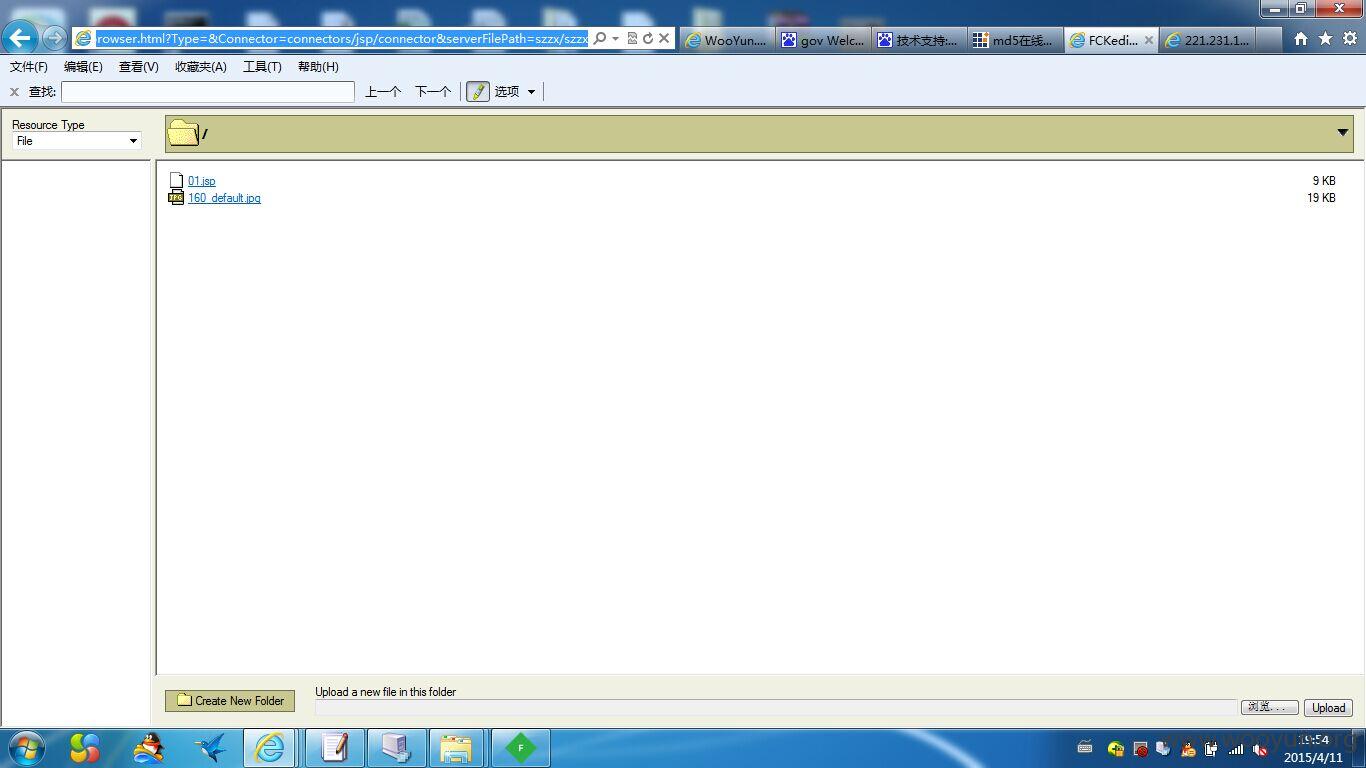 rowser.html?Type=&Connector=connectors/jsp/connector&serverFilePath=szzx/szzx
WooYun....
gov Welc...
技术支持:...
md5在线...
FCKedi...
221.231.1...
文件(F) 编辑(E) 查看(V) 收藏夹(A) 工具(T) 帮助(H)
查找:
上一个 下一个 选项
Resource Type
File
/
01.jsp 9 KB
160_default.jpg 19 KB
Create New Folder
Upload a new file in this folder
浏览...
Upload
19:54
2015/4/11
www.wooyun.org